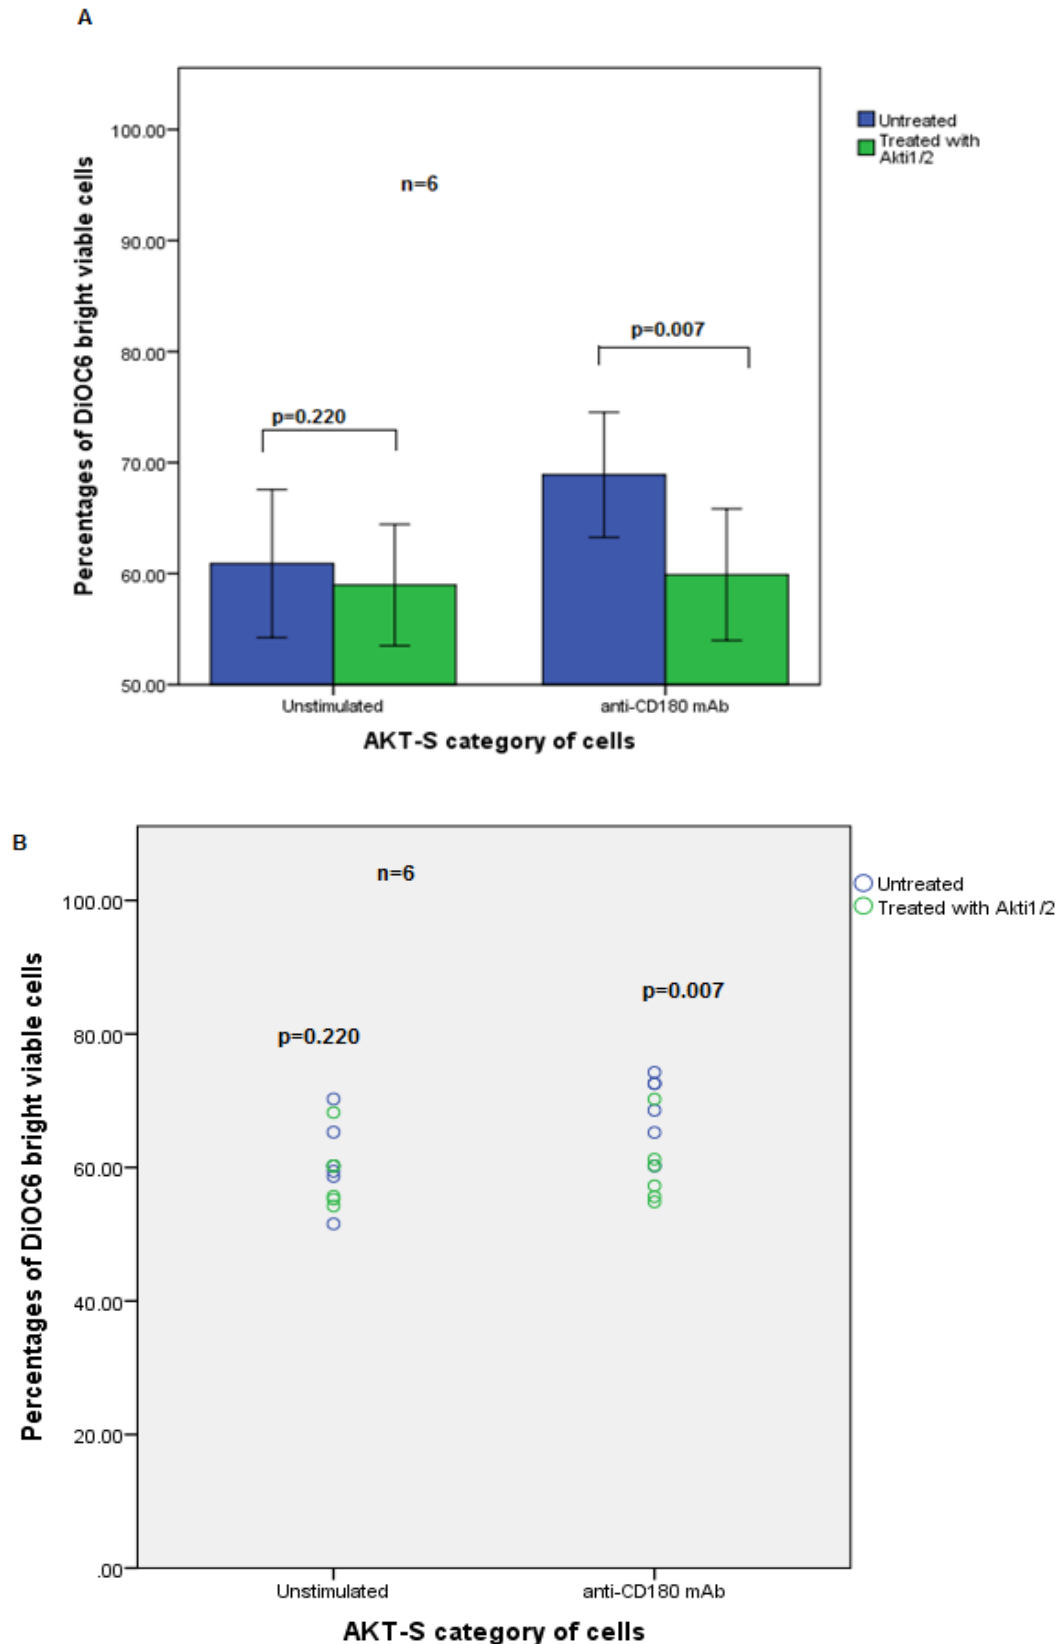 A
100.00
90.00
80.00
70.00
60.00
50.00
Percentages of DiOC6 bright viable cells
n=6
p=0.220
p=0.007
Untreated
Treated with
Akti1/2
Unstimulated
anti-CD180 mAb
AKT-S category of cells
B
100.00
80.00
60.00
40.00
20.00
.00
Percentages of DiOC6 bright viable cells
n=6
p=0.220
p=0.007
Untreated
Treated with Akti1/2
Unstimulated
anti-CD180 mAb
AKT-S category of cells